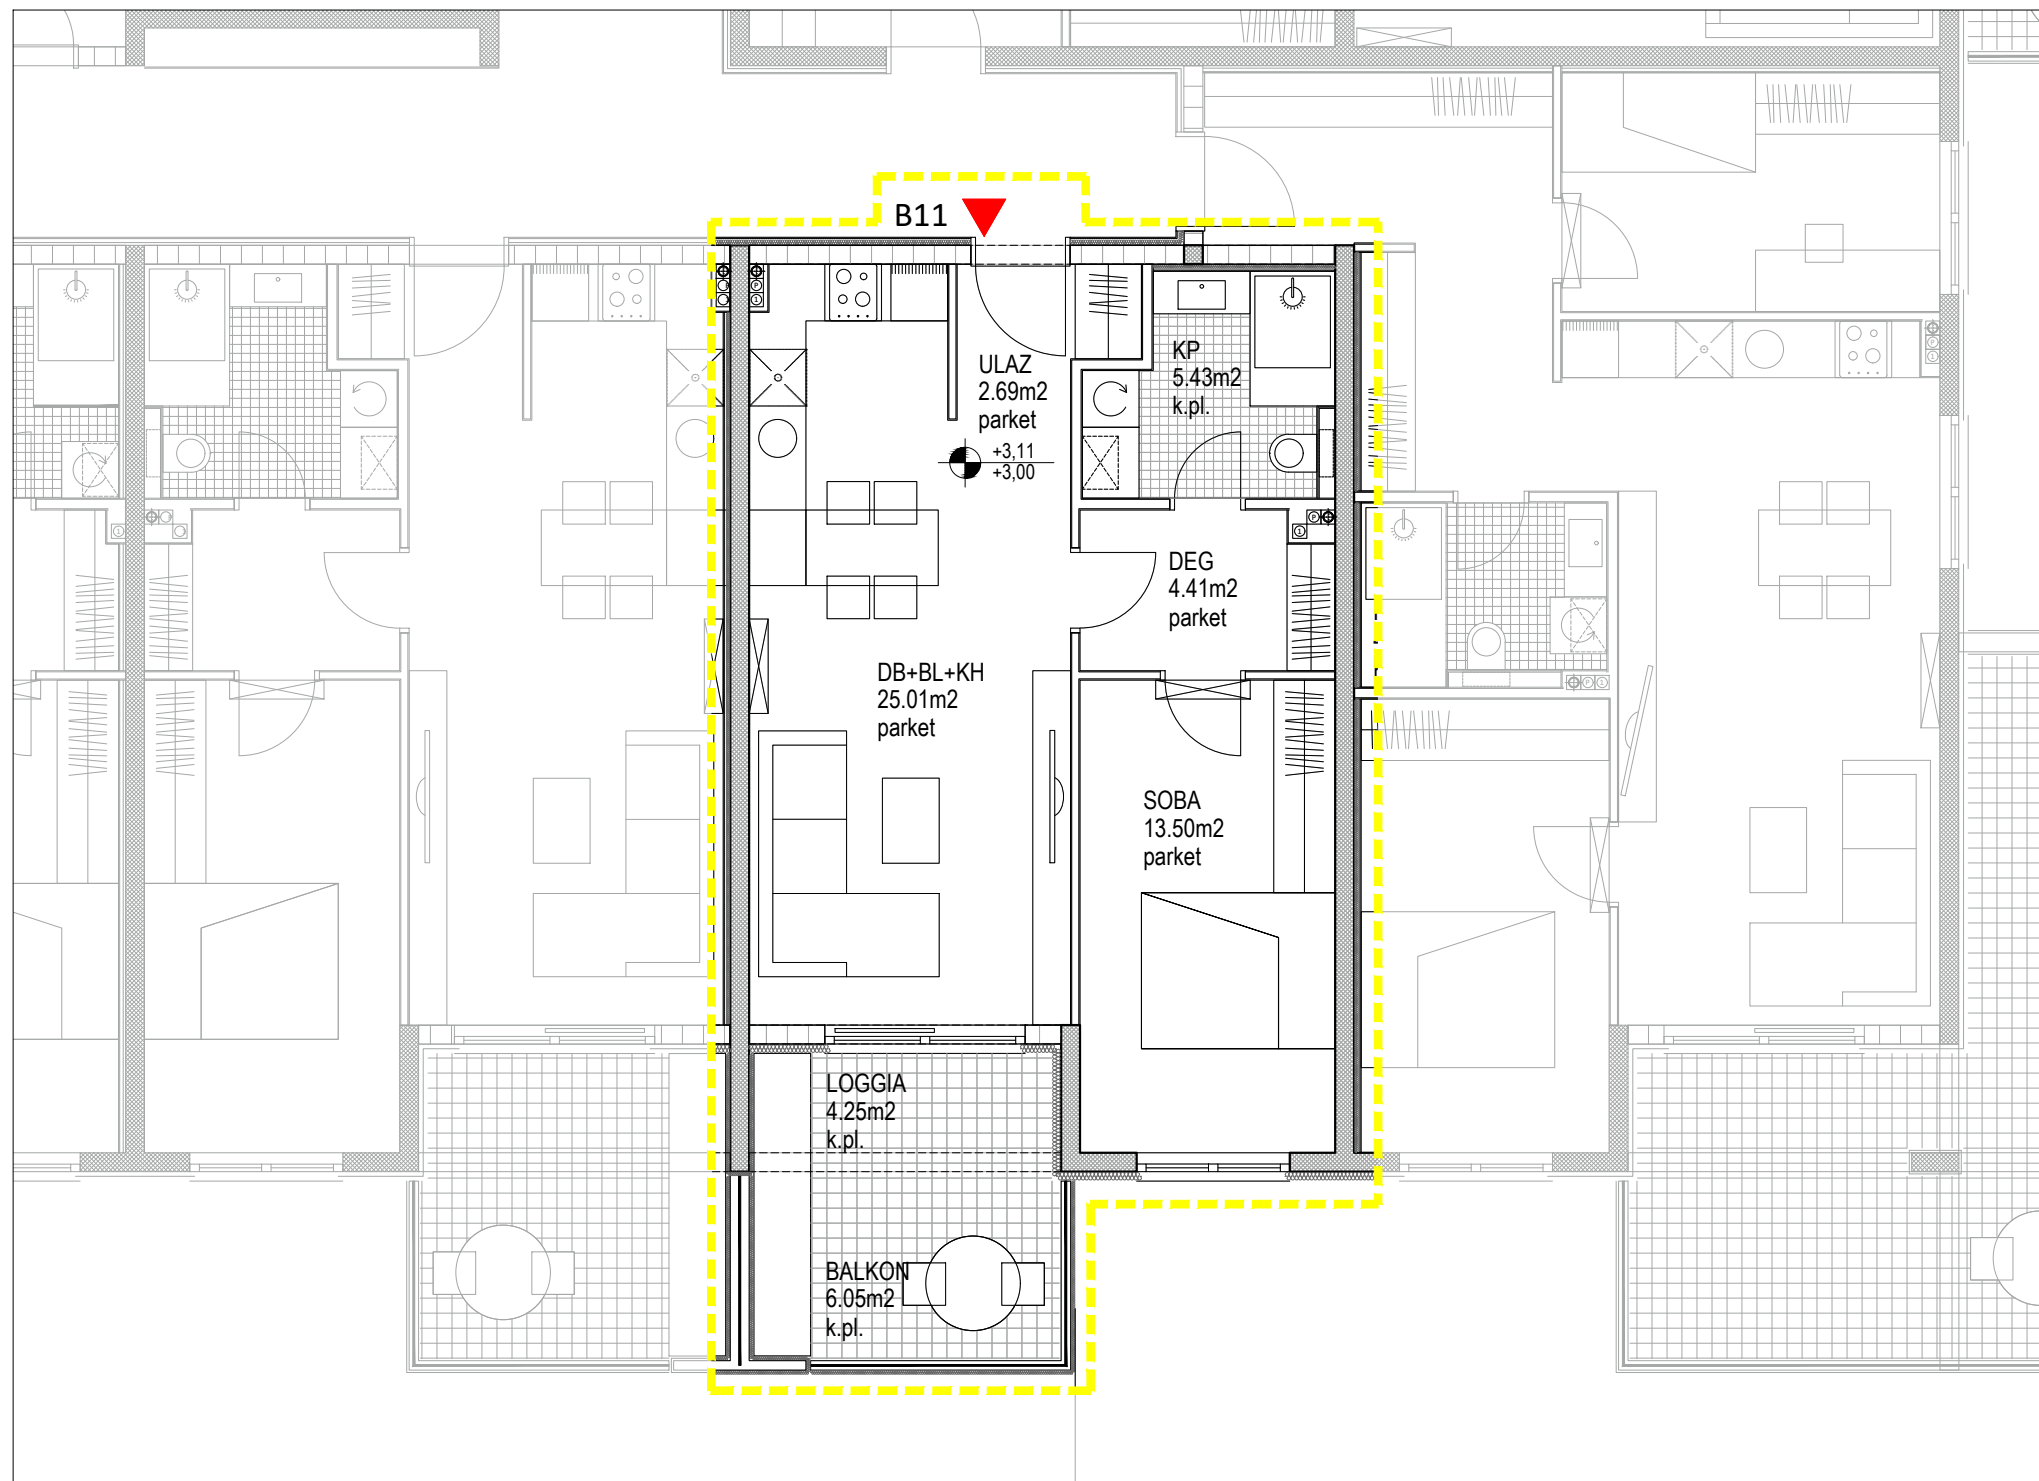 B11
ULAZ
2.69m2
parket
KP
5.43m2
k.pl.
+3,11
+3,00
DEG
4.41m2
parket
DB+BL+KH
25.01m2
parket
SOBA
13.50m2
parket
LOGGIA
4.25m2
k.pl.
BALKON
6.05m2
k.pl.